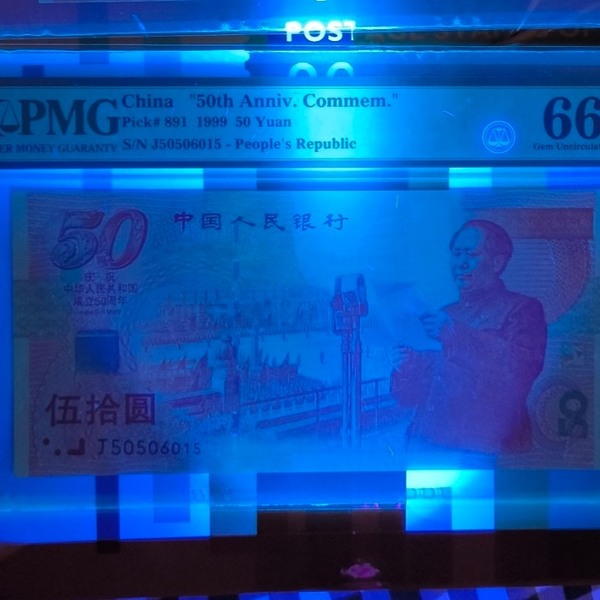 POST
PMG
China "50th Anniv. Commem."
Pick# 891 1999 50 Yuan
S/N J50506015 - People's Republic
ER MONEY GUARANTY
66
Gem Uncircula
50
中国人民银行
庆祝
中华人民共和国
成立50周年
伍拾圆
J50506015
50